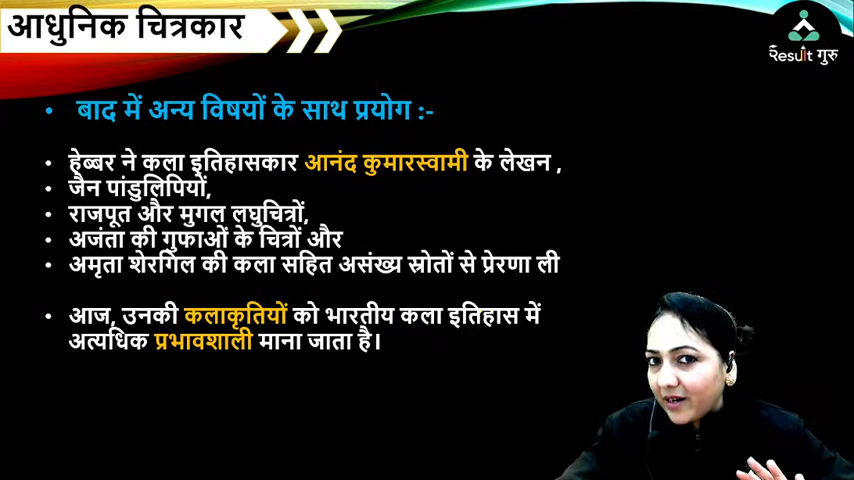 आधुनिक चित्रकार
Result गुरु
• बाद में अन्य विषयों के साथ प्रयोग :-
• हेब्बर ने कला इतिहासकार आनंद कुमारस्वामी के लेखन ,
• जैन पांडुलिपियों,
• राजपूत और मुगल लघुचित्रों,
• अजंता की गुफाओं के चित्रों और
• अमृता शेरगिल की कला सहित असंख्य स्रोतों से प्रेरणा ली
• आज, उनकी कलाकृतियों को भारतीय कला इतिहास में
अत्यधिक प्रभावशाली माना जाता है।